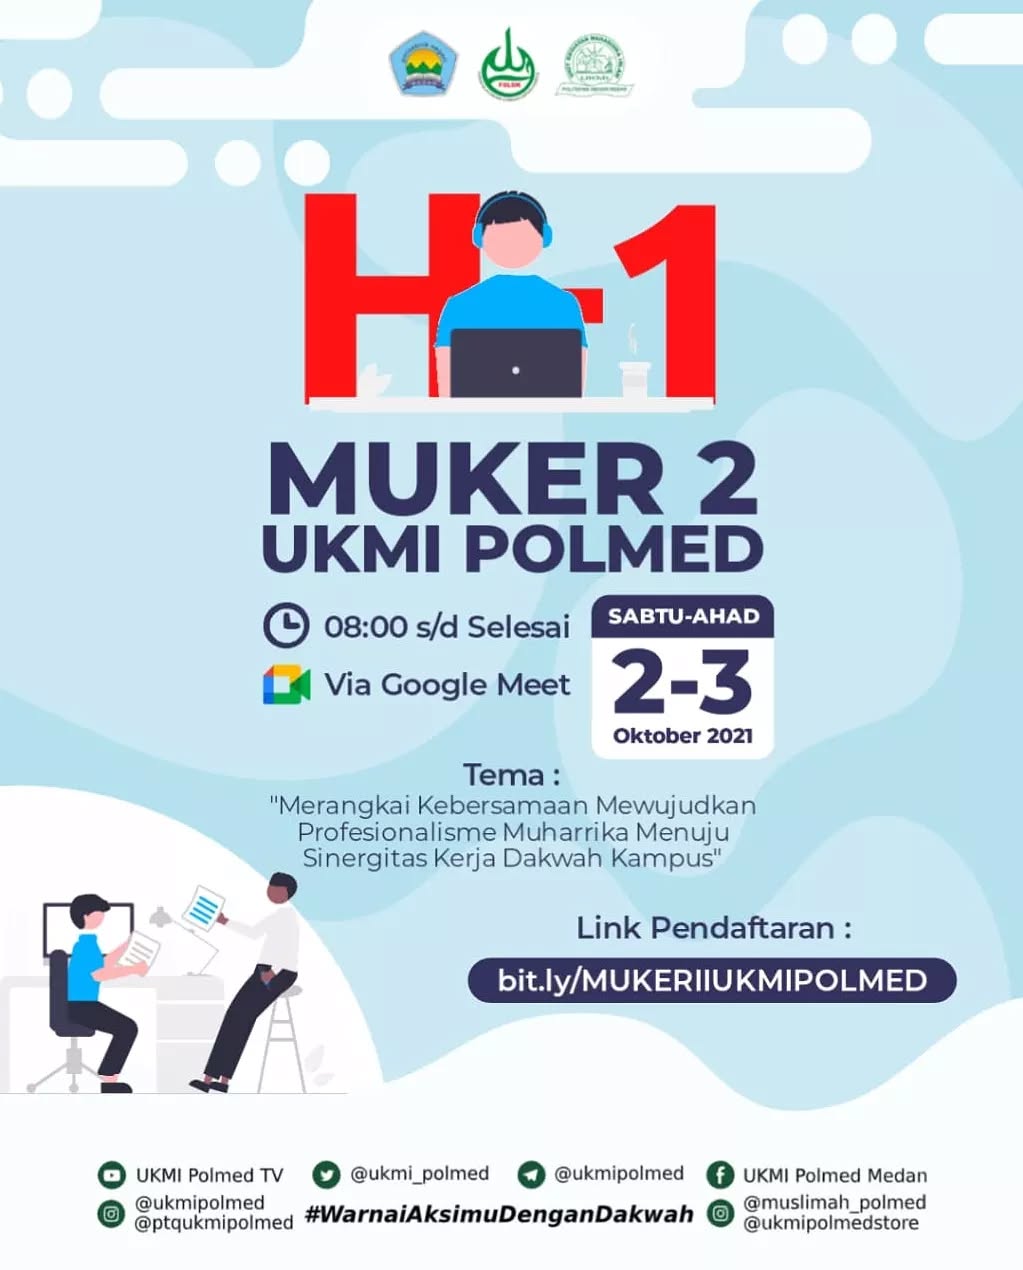 H-1
MUKER 2
UKMI POLMED
08:00 s/d Selesai
Via Google Meet
SABTU-AHAD
2-3
Oktober 2021
Tema :
"Merangkai Kebersamaan Mewujudkan
Profesionalisme Muharrika Menuju
Sinergitas Kerja Dakwah Kampus"
Link Pendaftaran :
bit.ly/MUKERIIUKMIPOLMED
UKMI Polmed TV
@ukmi_polmed
@ukmipolmed
UKMI Polmed Medan
@ukmipolmed
@ptqukmipolmed
#WarnaiAksimuDenganDakwah
@muslimah_polmed
@ukmipolmedstore